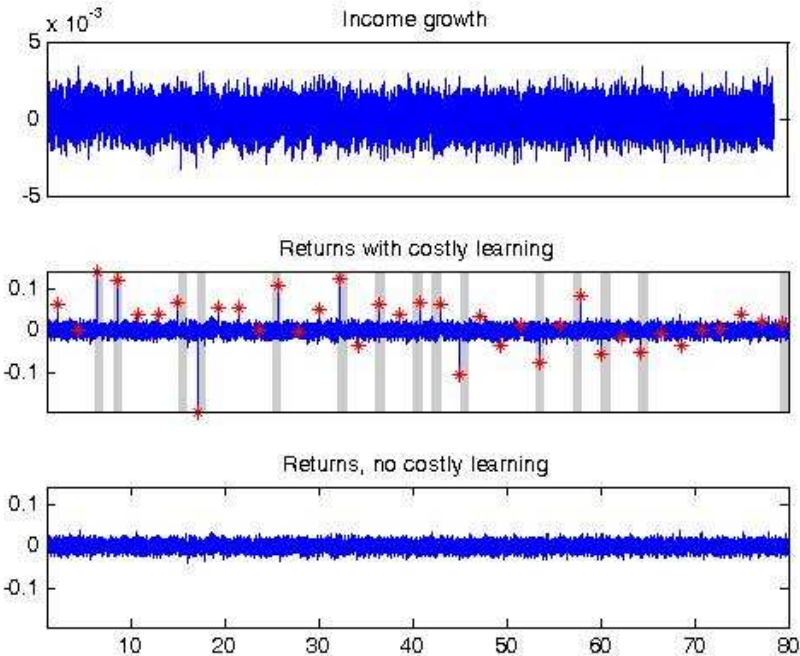 x 10-3
Income growth
5
0
-5
Returns with costly learning
0.1
0
-0.1
Returns, no costly learning
0.1
0
-0.1
10 20 30 40 50 60 70 80